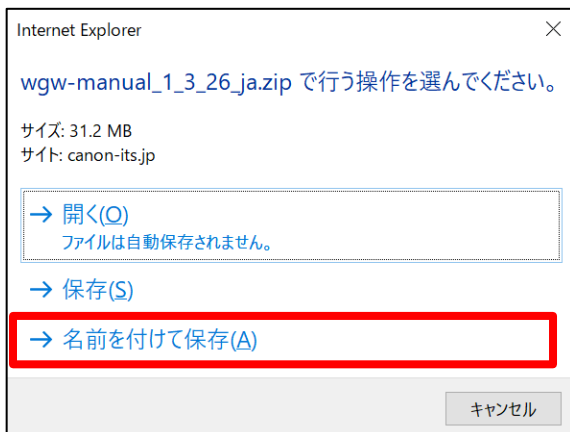 Internet Explorer
wgw-manual_1_3_26_ja.zip で行う操作を選んでください。
サイズ: 31.2 MB
サイト: canon-its.jp
→ 開く(O)
ファイルは自動保存されません。
→ 保存(S)
→ 名前を付けて保存(A)
キャンセル